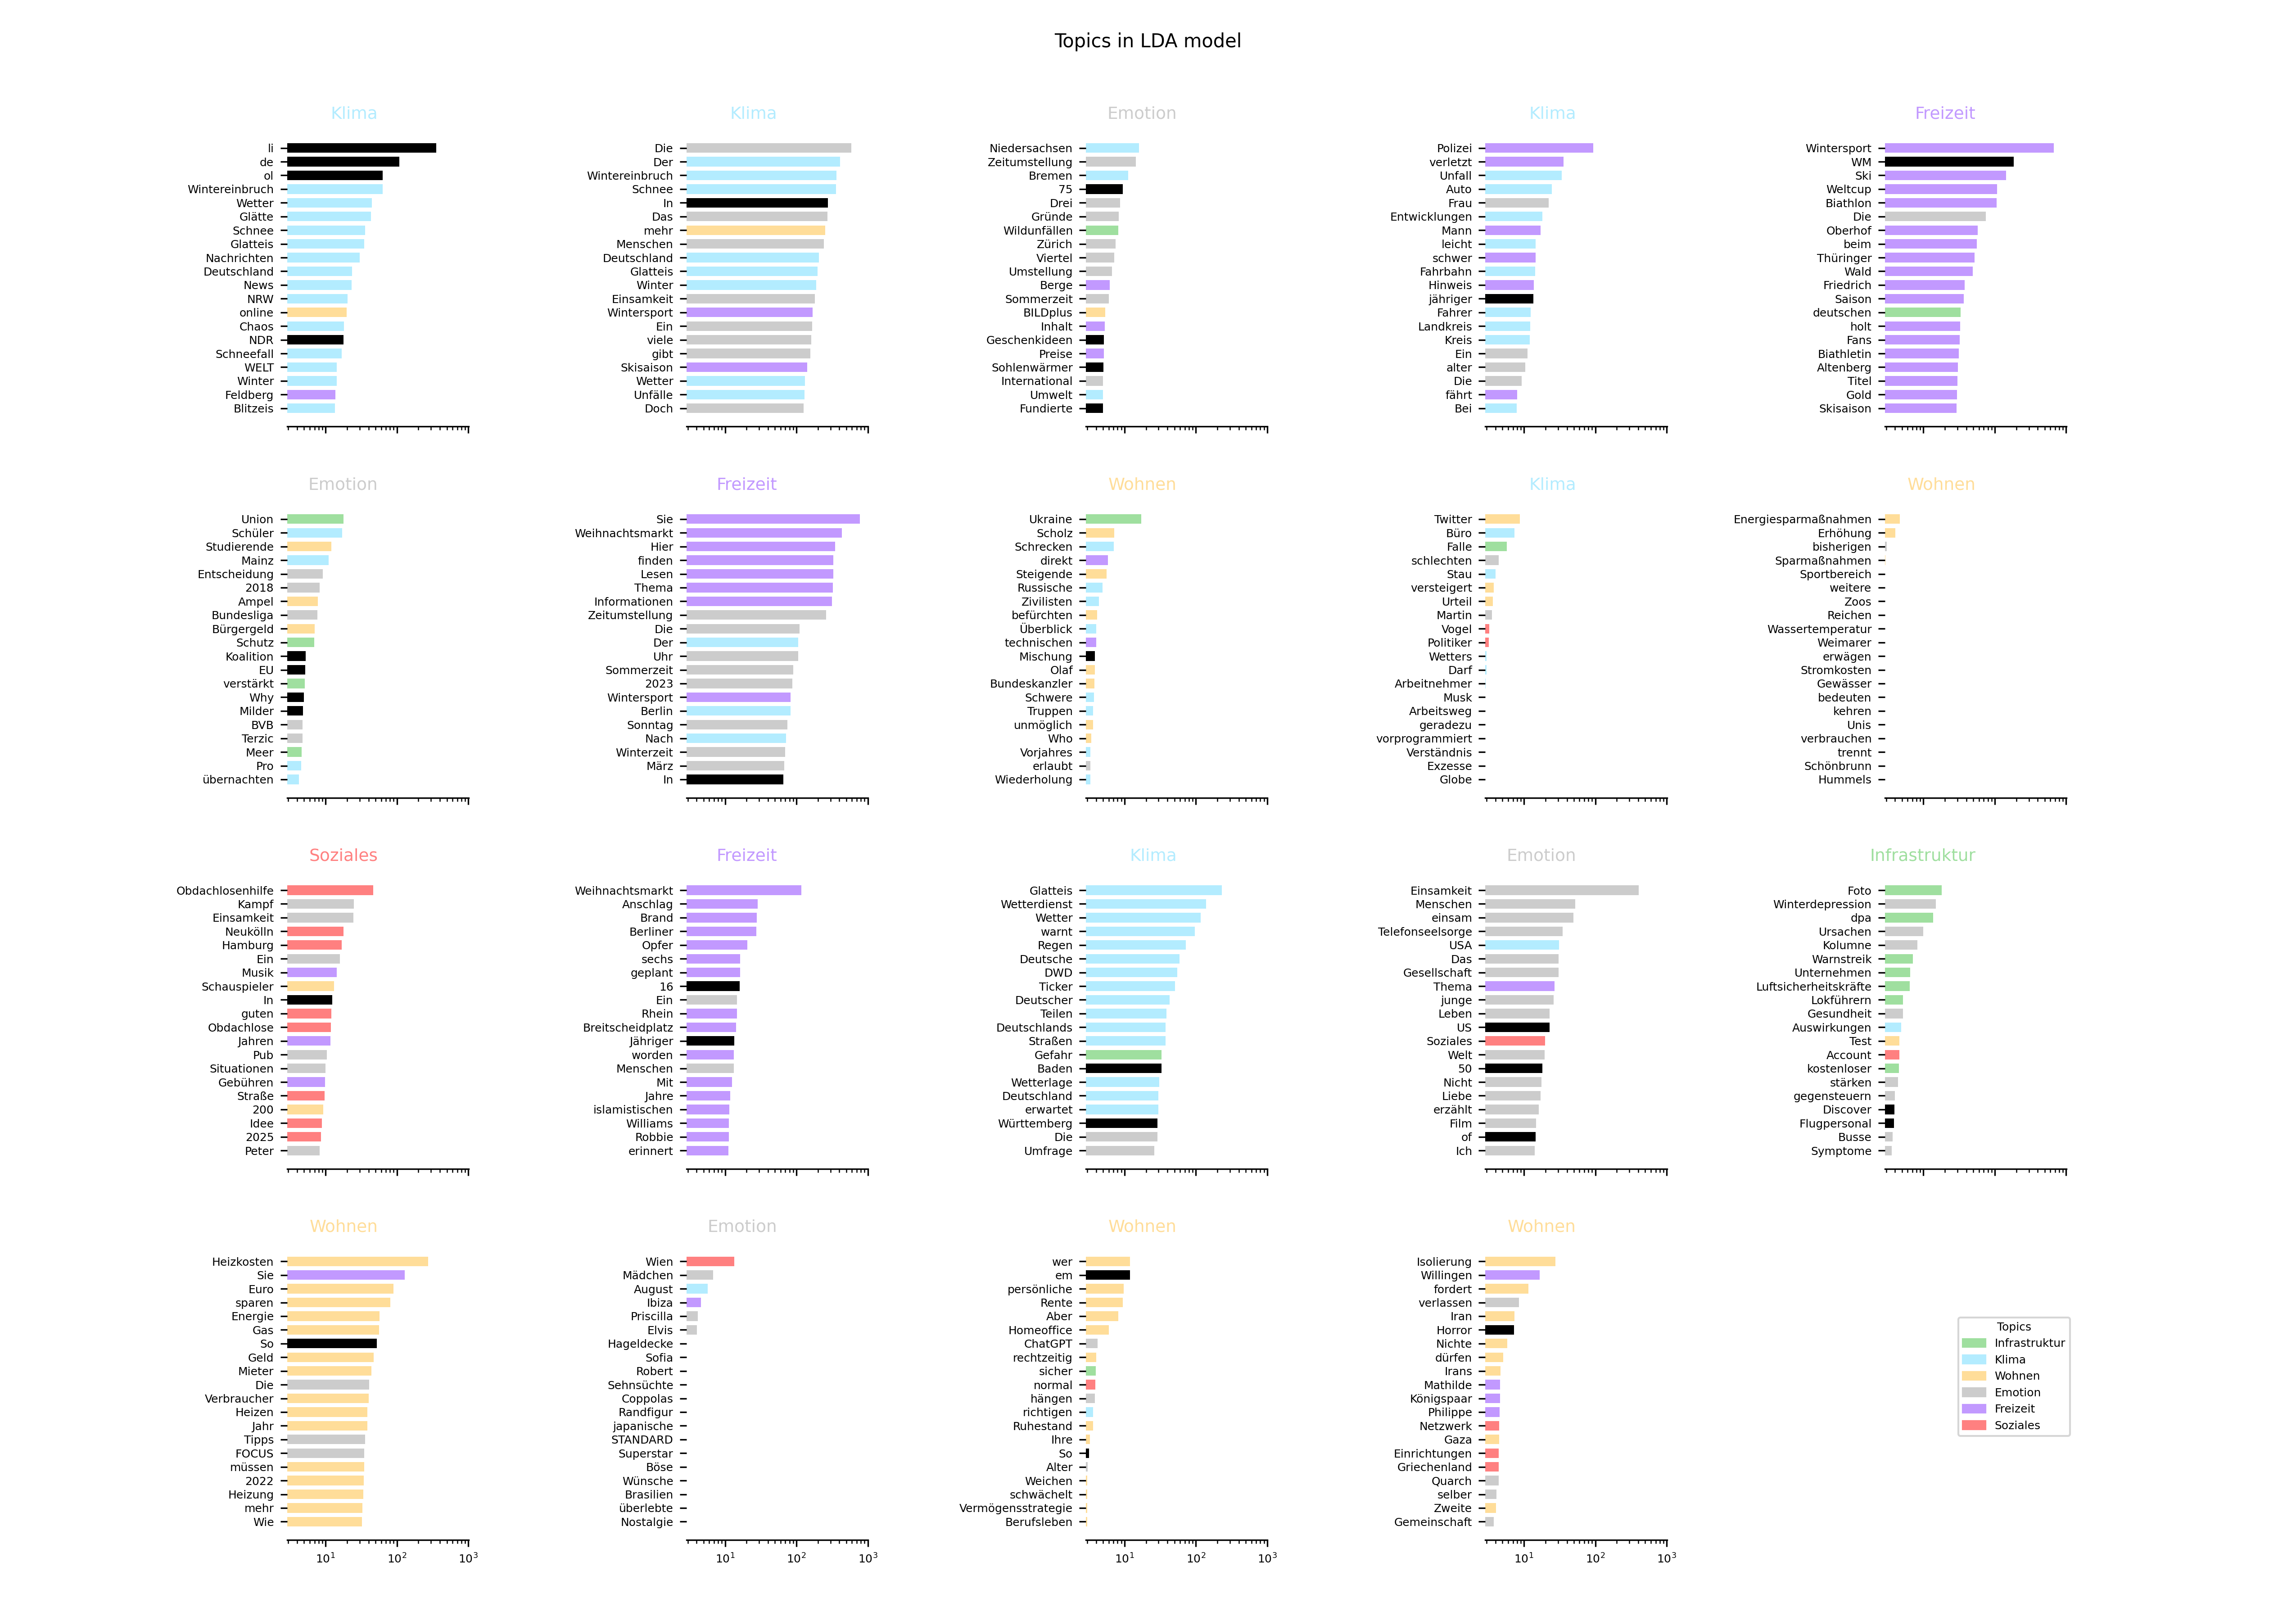 Topics in LDA model
Klima
li
de
ol
Wintereinbruch
Wetter
Glätte
Schnee
Glatteis
Nachrichten
Deutschland
News
NRW
online
Chaos
NDR
Schneefall
WELT
Winter
Feldberg
Blitzeis
Klima
Die
Der
Wintereinbruch
Schnee
In
Das
mehr
Menschen
Deutschland
Glatteis
Winter
Einsamkeit
Wintersport
Ein
viele
gibt
Skisaison
Wetter
Unfälle
Doch
Emotion
Niedersachsen
Zeitumstellung
Bremen
75
Drei
Gründe
Wildunfällen
Zürich
Viertel
Umstellung
Berge
Sommerzeit
BILDplus
Inhalt
Geschenkideen
Preise
Sohlenwärmer
International
Umwelt
Fundierte
Klima
Polizei
verletzt
Unfall
Auto
Frau
Entwicklungen
Mann
leicht
schwer
Fahrbahn
Hinweis
jähriger
Fahrer
Landkreis
Kreis
Ein
alter
Die
fährt
Bei
Freizeit
Wintersport
WM
Ski
Weltcup
Biathlon
Die
Oberhof
beim
Thüringer
Wald
Friedrich
Saison
deutschen
holt
Fans
Biathletin
Altenberg
Titel
Gold
Skisaison
Emotion
Union
Schüler
Studierende
Mainz
Entscheidung
2018
Ampel
Bundesliga
Bürgergeld
Schutz
Koalition
EU
verstärkt
Why
Milder
BVB
Terzic
Meer
Pro
übernachten
Freizeit
Sie
Weihnachtsmarkt
Hier
finden
Lesen
Thema
Informationen
Zeitumstellung
Die
Der
Uhr
Sommerzeit
2023
Wintersport
Berlin
Sonntag
Nach
Winterzeit
März
In
Wohnen
Ukraine
Scholz
Schrecken
direkt
Steigende
Russische
Zivilisten
befürchten
Überblick
technischen
Mischung
Olaf
Bundeskanzler
Schwere
Truppen
unmöglich
Who
Vorjahres
erlaubt
Wiederholung
Klima
Twitter
Büro
Falle
schlechten
Stau
versteigert
Urteil
Martin
Vogel
Politiker
Wetters
Darf
Arbeitnehmer
Musk
Arbeitsweg
geradezu
vorprogrammiert
Verständnis
Exzesse
Globe
Wohnen
Energiesparmaßnahmen
Erhöhung
bisherigen
Sparmaßnahmen
Sportbereich
weitere
Zoos
Reichen
Wassertemperatur
Weimarer
erwägen
Stromkosten
Gewässer
bedeuten
kehren
Unis
verbrauchen
trennt
Schönbrunn
Hummels
Soziales
Obdachlosenhilfe
Kampf
Einsamkeit
Neukölln
Hamburg
Ein
Musik
Schauspieler
In
guten
Obdachlose
Jahren
Pub
Situationen
Gebühren
Straße
200
Idee
2025
Peter
Freizeit
Weihnachtsmarkt
Anschlag
Brand
Berliner
Opfer
sechs
geplant
16
Ein
Rhein
Breitscheidplatz
Jähriger
worden
Menschen
Mit
Jahre
islamistischen
Williams
Robbie
erinnert
Klima
Glatteis
Wetterdienst
Wetter
warnt
Regen
Deutsche
DWD
Ticker
Deutscher
Teilen
Deutschlands
Straßen
Gefahr
Baden
Wetterlage
Deutschland
erwartet
Württemberg
Die
Umfrage
Emotion
Einsamkeit
Menschen
einsam
Telefonseelsorge
USA
Das
Gesellschaft
Thema
junge
Leben
US
Soziales
Welt
50
Nicht
Liebe
erzählt
Film
of
Ich
Infrastruktur
Foto
Winterdepression
dpa
Ursachen
Kolumne
Warnstreik
Unternehmen
Luftsicherheitskräfte
Lokführern
Gesundheit
Auswirkungen
Test
Account
kostenloser
stärken
gegensteuern
Discover
Flugpersonal
Busse
Symptome
Wohnen
Heizkosten
Sie
Euro
sparen
Energie
Gas
So
Geld
Mieter
Die
Verbraucher
Heizen
Jahr
Tipps
FOCUS
müssen
2022
Heizung
mehr
Wie
10¹ 10² 10³
Emotion
Wien
Mädchen
August
Ibiza
Priscilla
Elvis
Hageldecke
Sofia
Robert
Sehnsüchte
Coppolas
Randfigur
japanische
STANDARD
Superstar
Böse
Wünsche
Brasilien
überlebte
Nostalgie
10¹ 10² 10³
Wohnen
wer
em
persönliche
Rente
Aber
Homeoffice
ChatGPT
rechtzeitig
sicher
normal
hängen
richtigen
Ruhestand
Ihre
So
Alter
Weichen
schwächelt
Vermögensstrategie
Berufsleben
10¹ 10² 10³
Wohnen
Isolierung
Willingen
fordert
verlassen
Iran
Horror
Nichte
dürfen
Irans
Mathilde
Königspaar
Philippe
Netzwerk
Gaza
Einrichtungen
Griechenland
Quarch
selber
Zweite
Gemeinschaft
10¹ 10² 10³
Topics
Infrastruktur
Klima
Wohnen
Emotion
Freizeit
Soziales